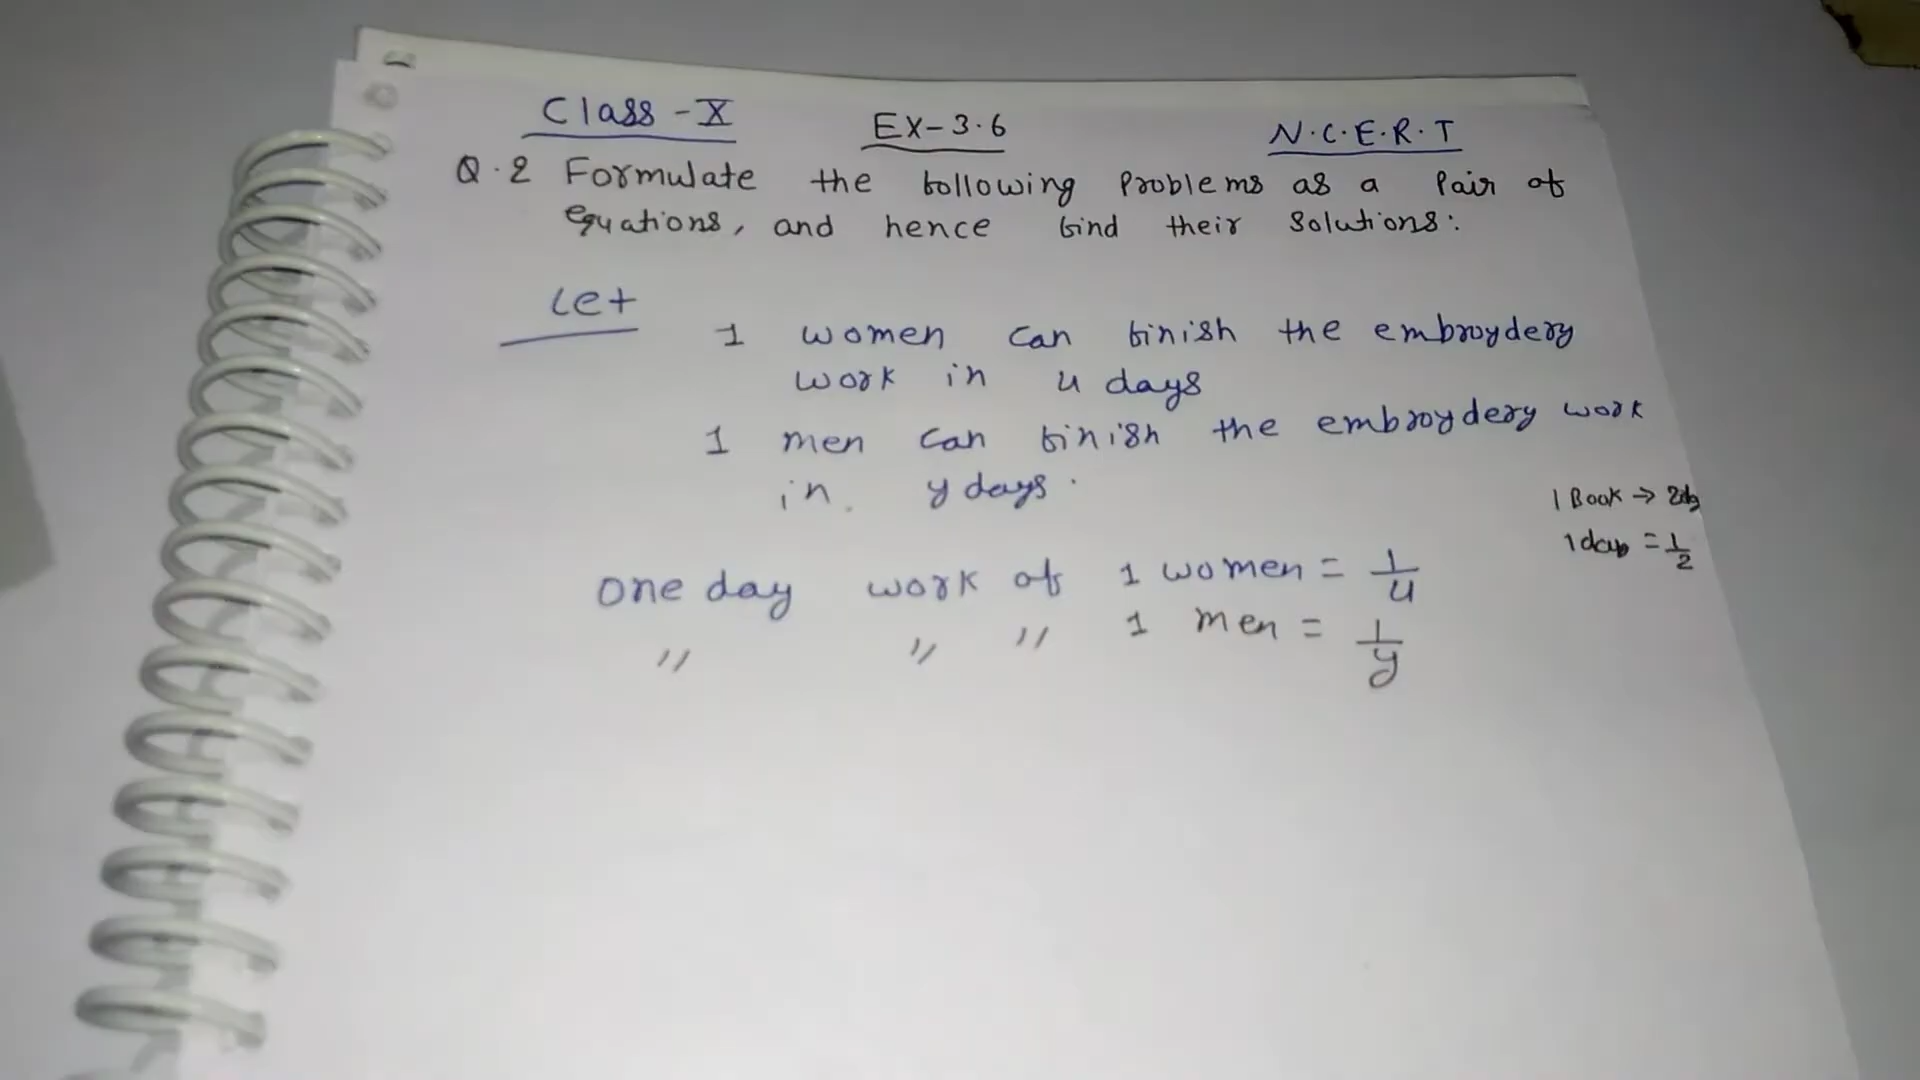 Class - X
EX-3.6
N.C.E.R.T
Q.2 Formulate the following Problems as a Pair of
equations, and hence find their Solutions:
Let
1 women can finish the embroydery
work in u days
1 men can finish the embroydery work
in. y days.
1 Book →
1 day = 1/2
one day work of 1 women = 1/u
" " " 1 men = 1/y